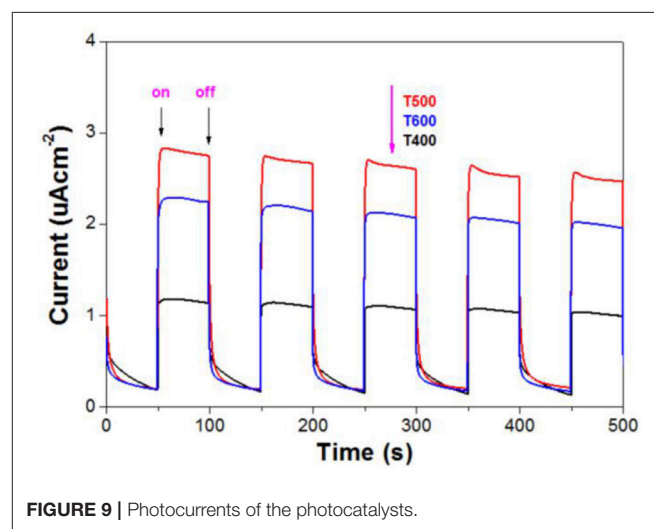 4
3
2
1
0
Current (uAcm-2)
on off
T500
T600
T400
0 100 200 300 400 500
Time (s)
FIGURE 9 | Photocurrents of the photocatalysts.